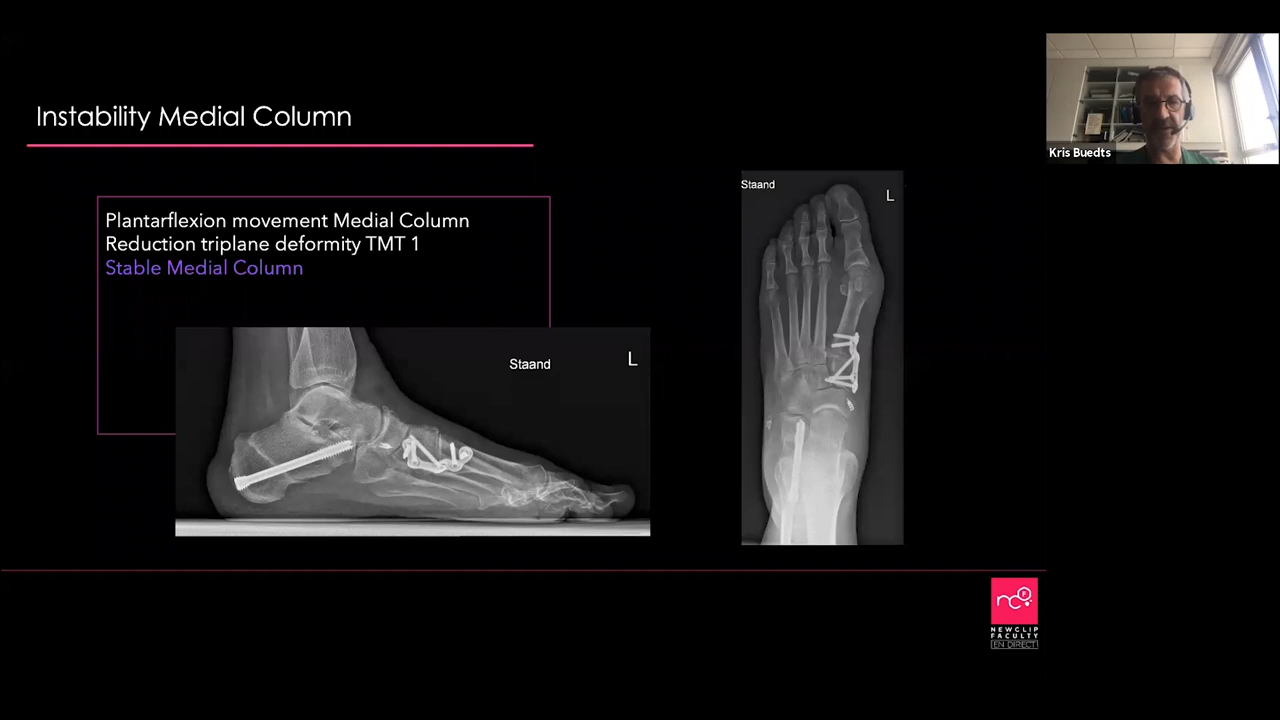 Instability Medial Column
Kris Buedts
Plantarflexion movement Medial Column
Reduction triplane deformity TMT 1
Stable Medial Column
Staand
L
Staand
L
NEWCLIP
FACULTY
EN DIRECT